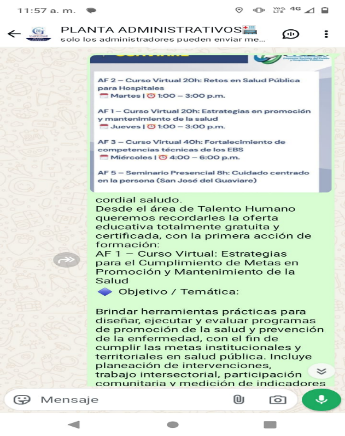 11:57 a. m.
4G
PLANTA ADMINISTRATIVOS
solo los administradores pueden enviar me...
AF 2 – Curso Virtual 20h: Retos en Salud Pública
para Hospitales
Martes | 1:00 – 3:00 p.m.
AF 1 – Curso Virtual 20h: Estrategias en promoción
y mantenimiento de la salud
Jueves | 1:00 – 3:00 p.m.
AF 3 – Curso Virtual 40h: Fortalecimiento de
competencias técnicas de los EBS
Miércoles | 4:00 – 6:00 p.m.
AF 5 – Seminario Presencial 8h: Cuidado centrado
en la persona (San José del Guaviare)
cordial saludo.
Desde el área de Talento Humano
queremos recordarles la oferta
educativa totalmente gratuita y
certificada, con la primera acción de
formación:
AF 1 – Curso Virtual: Estrategias
para el Cumplimiento de Metas en
Promoción y Mantenimiento de la
Salud
Objetivo / Temática:
Brindar herramientas prácticas para
diseñar, ejecutar y evaluar programas
de promoción de la salud y prevención
de la enfermedad, con el fin de
cumplir las metas institucionales y
territoriales en salud pública. Incluye
planeación de intervenciones,
trabajo intersectorial, participación
comunitaria y medición de indicadores
Mensaje